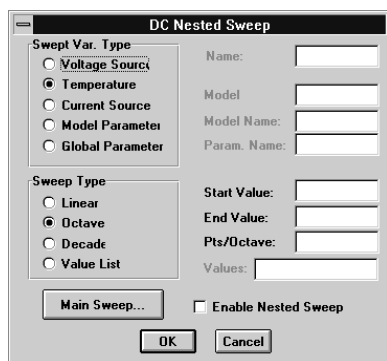 DC Nested Sweep
Swept Var. Type
Voltage Source
Temperature
Current Source
Model Parameter
Global Parameter
Name:
Model
Model Name:
Param. Name:
Sweep Type
Linear
Octave
Decade
Value List
Start Value:
End Value:
Pts/Octave:
Values:
Main Sweep...
Enable Nested Sweep
OK
Cancel